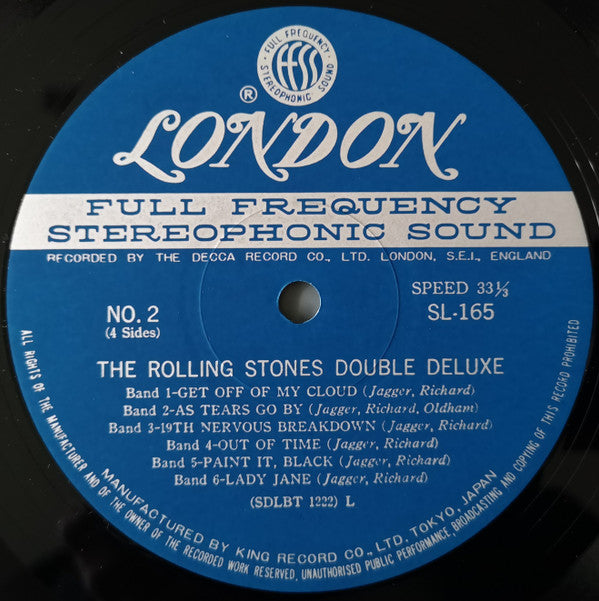 FULL FREQUENCY
ffss
STEREOPHONIC SOUND
®
LONDON
FULL FREQUENCY
STEREOPHONIC SOUND
RECORDED BY THE DECCA RECORD CO., LTD. LONDON, S.E.I., ENGLAND
NO. 2
(4 Sides)
SPEED 33⅓
SL-165
THE ROLLING STONES DOUBLE DELUXE
Band 1-GET OFF OF MY CLOUD (Jagger, Richard)
Band 2-AS TEARS GO BY (Jagger, Richard, Oldham)
Band 3-19TH NERVOUS BREAKDOWN (Jagger, Richard)
Band 4-OUT OF TIME (Jagger, Richard)
Band 5-PAINT IT, BLACK (Jagger, Richard)
Band 6-LADY JANE (Jagger, Richard)
(SDLBT 1222) L
MANUFACTURED BY KING RECORD CO., LTD. TOKYO, JAPAN
ALL RIGHTS OF THE MANUFACTURER AND OF THE OWNER OF THE RECORDED WORK RESERVED, UNAUTHORISED PUBLIC PERFORMANCE, BROADCASTING AND COPYING OF THIS RECORD PROHIBITED